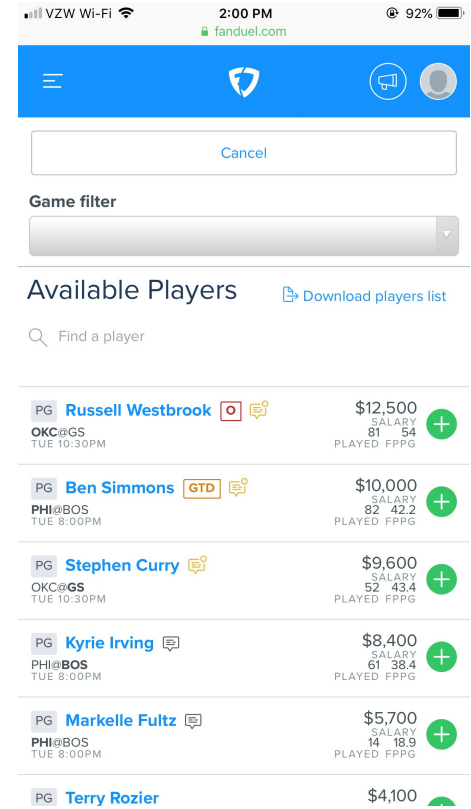 VZW Wi-Fi 2:00 PM 92%
fanduel.com
Cancel
Game filter
Available Players Download players list
Find a player
PG Russell Westbrook O $12,500
SALARY
OKC@GS 81 54
TUE 10:30PM PLAYED FPPG
PG Ben Simmons GTD $10,000
SALARY
PHI@BOS 82 42.2
TUE 8:00PM PLAYED FPPG
PG Stephen Curry $9,600
SALARY
OKC@GS 52 43.4
TUE 10:30PM PLAYED FPPG
PG Kyrie Irving $8,400
SALARY
PHI@BOS 61 38.4
TUE 8:00PM PLAYED FPPG
PG Markelle Fultz $5,700
SALARY
PHI@BOS 14 18.9
TUE 8:00PM PLAYED FPPG
PG Terry Rozier $4,100